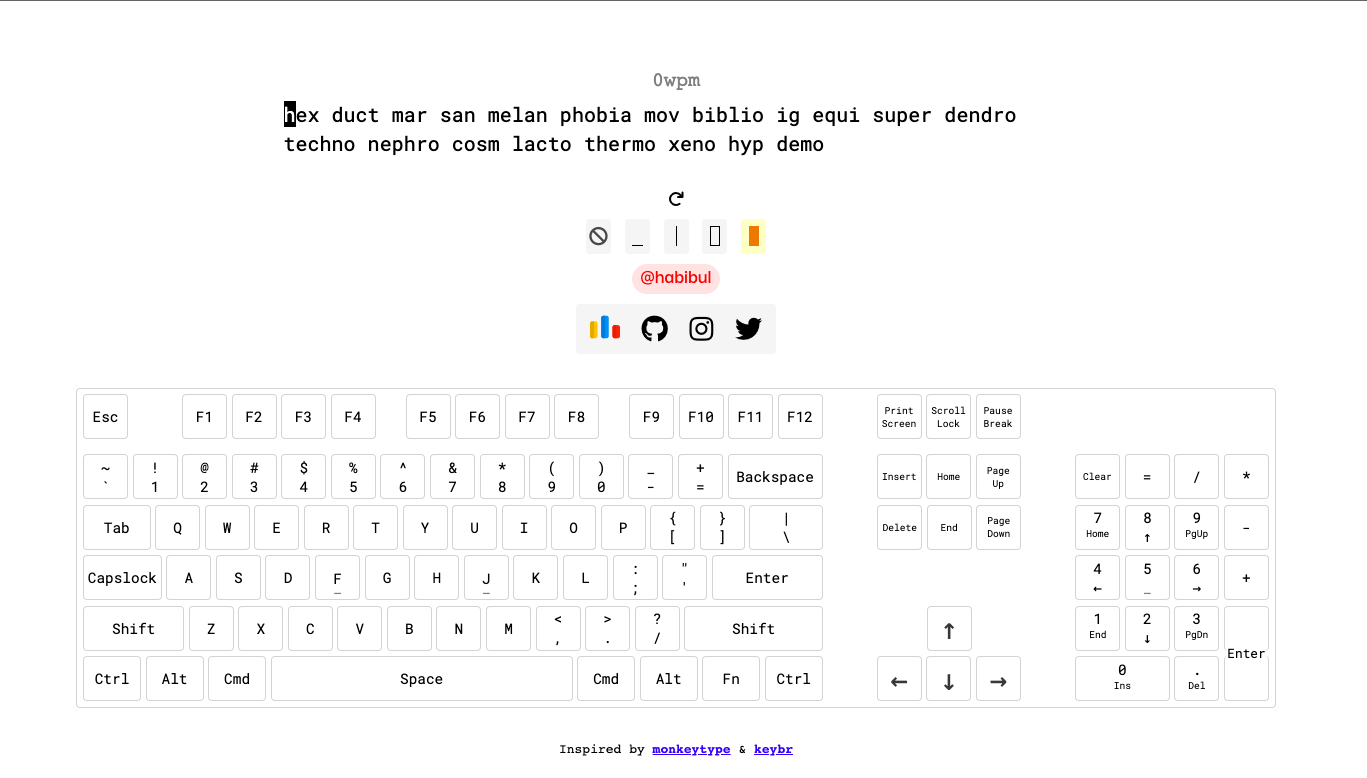 0wpm
hex duct mar san melan phobia mov biblio ig equi super dendro
techno nephro cosm lacto thermo xeno hyp demo
@habibul
Esc F1 F2 F3 F4 F5 F6 F7 F8 F9 F10 F11 F12 Print Screen Scroll Lock Pause Break
~ ! @ # $ % ^ & * ( ) _ +
` 1 2 3 4 5 6 7 8 9 0 - = Backspace Insert Home Page Up Clear = / *
Tab Q W E R T Y U I O P { [ } ] | \ Delete End Page Down 7 Home 8 ↑ 9 PgUp -
Capslock A S D F G H J K L : ; " ' Enter 4 ← 5 _ 6 → +
Shift Z X C V B N M < , > . ? / Shift ↑ 1 End 2 ↓ 3 PgDn Enter
Ctrl Alt Cmd Space Cmd Alt Fn Ctrl ← ↓ → 0 Ins . Del
Inspired by monkeytype & keybr